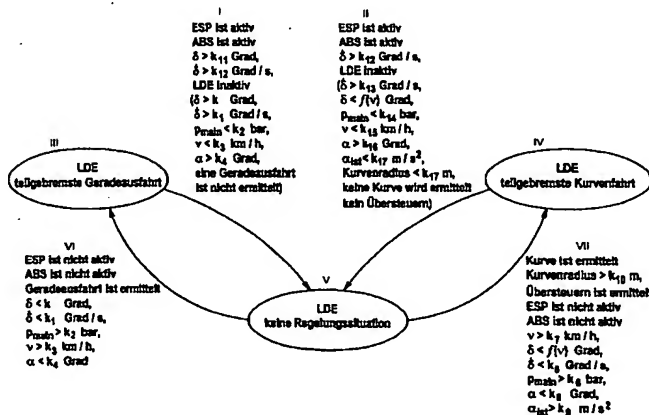 I
ESP ist aktiv
ABS ist aktiv
δ > k11 Grad,
δ̇ > k12 Grad / s,
LDE inaktiv
(δ > k Grad,
δ̇ > k1 Grad / s,
Pmain < k2 bar,
v < k3 km / h,
α > k4 Grad,
eine Geradeausfahrt
ist nicht ermittelt)
II
ESP ist aktiv
ABS ist aktiv
δ > k12 Grad / s,
LDE inaktiv
(δ̇ > k13 Grad / s,
δ < f{v} Grad,
Pmain < k14 bar,
v < k15 km / h,
α > k16 Grad,
αist < k17 m / s²,
Kurvenradius < k17 m,
keine Kurve wird ermittelt
kein Übersteuern)
III
LDE
teilgebremste Geradeausfahrt
IV
LDE
teilgebremste Kurvenfahrt
V
LDE
keine Regelungssituation
VI
ESP ist nicht aktiv
ABS ist nicht aktiv
Geradeausfahrt ist ermittelt
δ < k Grad,
δ̇ < k1 Grad / s,
Pmain > k2 bar,
v > k3 km / h,
α < k4 Grad
VII
Kurve ist ermittelt
Kurvenradius > k10 m,
Übersteuern ist ermittelt
ESP ist nicht aktiv
ABS ist nicht aktiv
v > k7 km / h,
δ < f{v} Grad,
δ̇ < k6 Grad / s,
Pmain > k6 bar,
α < k8 Grad,
αist > k9 m / s²